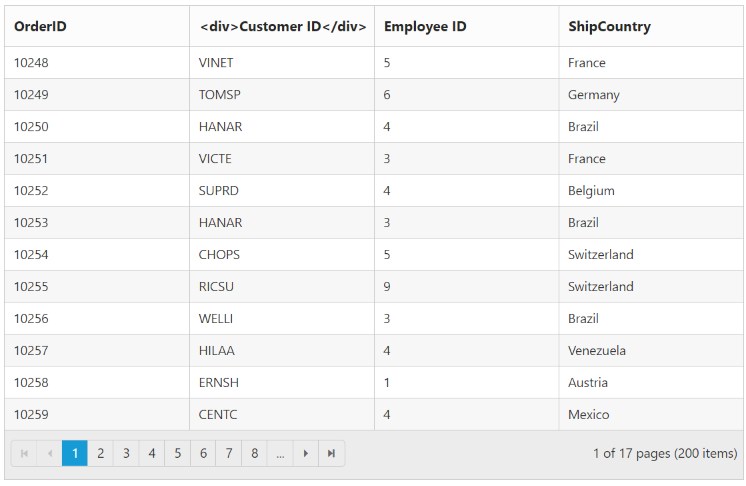 OrderID <div>Customer ID</div> Employee ID ShipCountry
10248 VINET 5 France
10249 TOMSP 6 Germany
10250 HANAR 4 Brazil
10251 VICTE 3 France
10252 SUPRD 4 Belgium
10253 HANAR 3 Brazil
10254 CHOPS 5 Switzerland
10255 RICSU 9 Switzerland
10256 WELLI 3 Brazil
10257 HILAA 4 Venezuela
10258 ERNSH 1 Austria
10259 CENTC 4 Mexico
1 2 3 4 5 6 7 8 ... 1 of 17 pages (200 items)